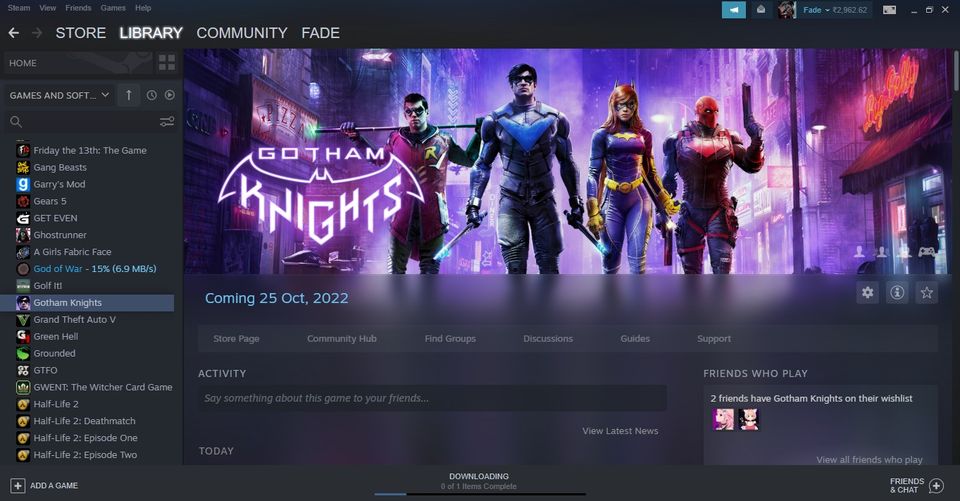 Steam View Friends Games Help
Fade ₹2,962.62
STORE LIBRARY COMMUNITY FADE
HOME
GAMES AND SOFT...
Friday the 13th: The Game
Gang Beasts
Garry's Mod
Gears 5
GET EVEN
Ghostrunner
A Girls Fabric Face
God of War - 15% (6.9 MB/s)
Golf It!
Gotham Knights
Grand Theft Auto V
Green Hell
Grounded
GTFO
GWENT: The Witcher Card Game
Half-Life 2
Half-Life 2: Deathmatch
Half-Life 2: Episode One
Half-Life 2: Episode Two
GOTHAM
KNIGHTS
Coming 25 Oct, 2022
Store Page Community Hub Find Groups Discussions Guides Support
ACTIVITY
Say something about this game to your friends...
View Latest News
TODAY
FRIENDS WHO PLAY
2 friends have Gotham Knights on their wishlist
View all friends who play
ADD A GAME
DOWNLOADING
0 of 1 Items Complete
FRIENDS
& CHAT